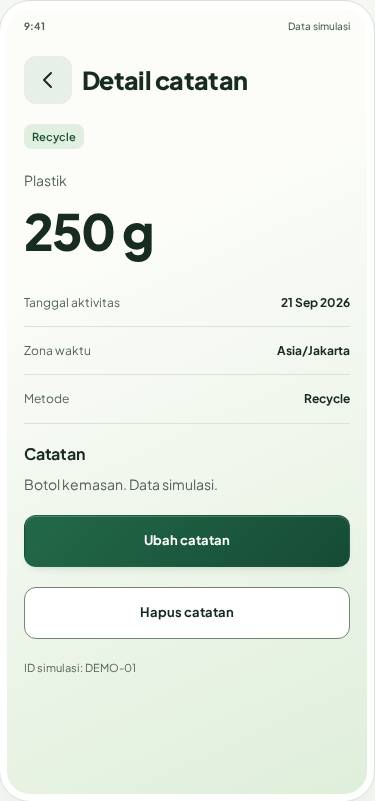 9:41 Data simulasi
Detail catatan
Recycle
Plastik
250 g
Tanggal aktivitas 21 Sep 2026
Zona waktu Asia/Jakarta
Metode Recycle
Catatan
Botol kemasan. Data simulasi.
Ubah catatan
Hapus catatan
ID simulasi: DEMO-01